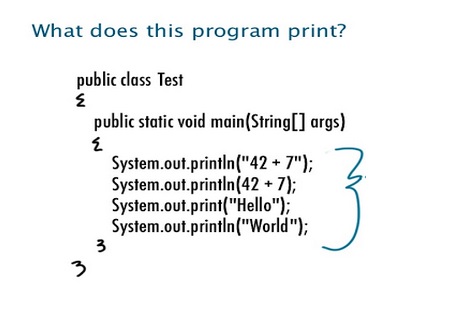 What does this program print?
public class Test
{
public static void main(String[] args)
{
System.out.println("42 + 7");
System.out.println(42 + 7);
System.out.print("Hello");
System.out.println("World");
}
}